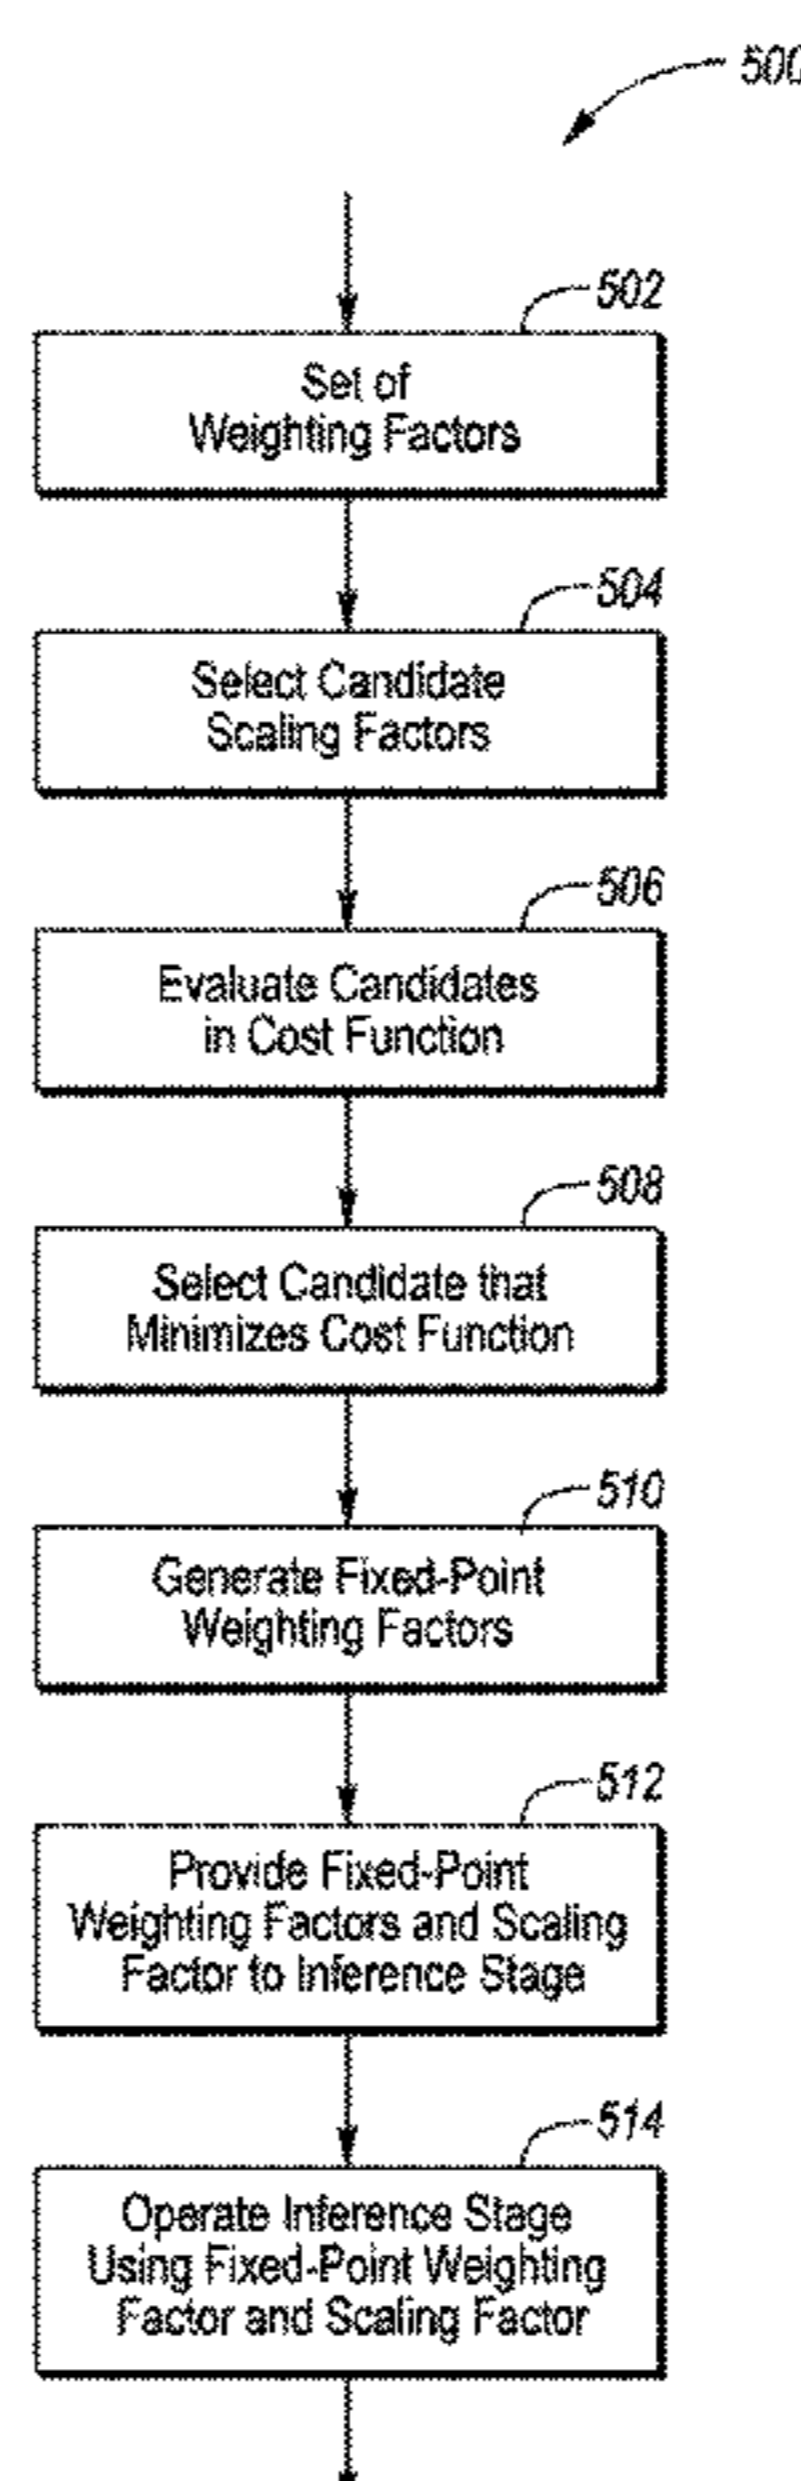 500
502
Set of
Weighting Factors
504
Select Candidate
Scaling Factors
506
Evaluate Candidates
in Cost Function
508
Select Candidate that
Minimizes Cost Function
510
Generate Fixed-Point
Weighting Factors
512
Provide Fixed-Point
Weighting Factors and Scaling
Factor to Inference Stage
514
Operate Inference Stage
Using Fixed-Point Weighting
Factor and Scaling Factor